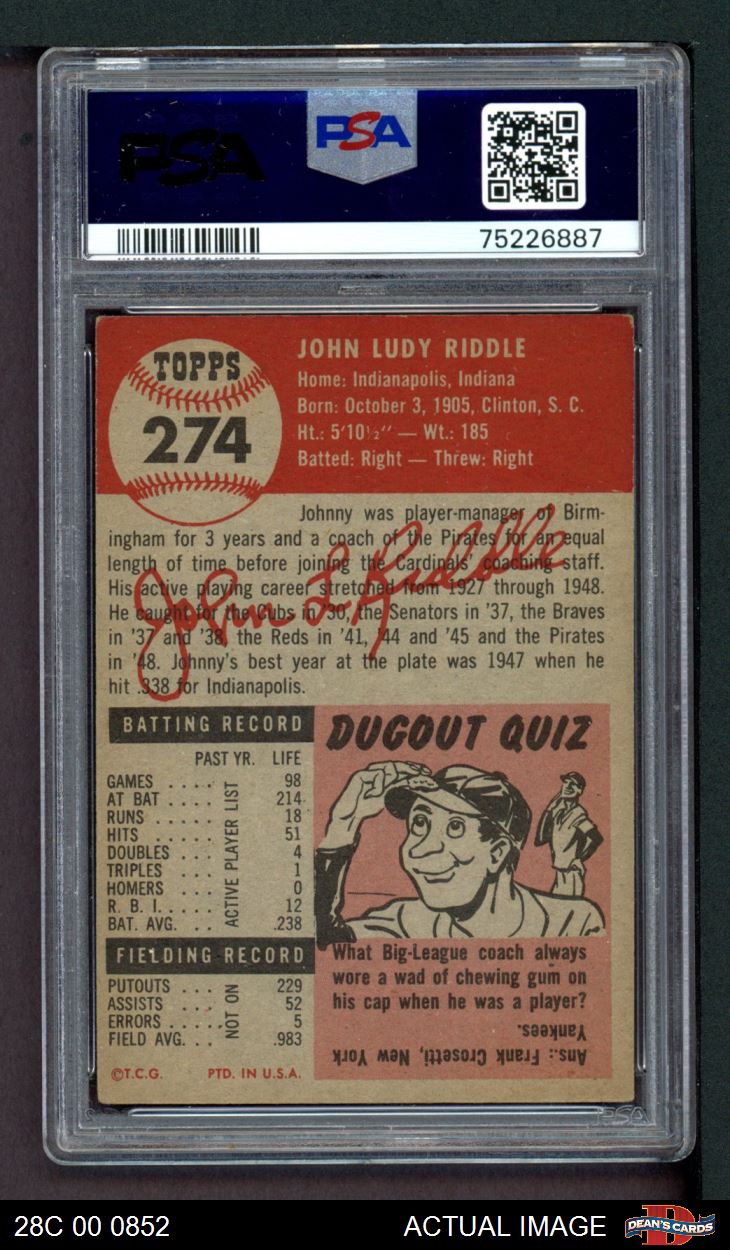 PSA
PSA
75226887
TOPPS
274
JOHN LUDY RIDDLE
Home: Indianapolis, Indiana
Born: October 3, 1905, Clinton, S. C.
Ht.: 5'10½" — Wt.: 185
Batted: Right — Threw: Right
Johnny was player-manager of Birm-
ingham for 3 years and a coach of the Pirates for an equal
length of time before joining the Cardinals' coaching staff.
His active playing career stretched from 1927 through 1948.
He caught for the Cubs in '30, the Senators in '37, the Braves
in '37 and '38, the Reds in '41, '44 and '45 and the Pirates
in '48. Johnny's best year at the plate was 1947 when he
hit .338 for Indianapolis.
John L Riddle
BATTING RECORD
PAST YR. LIFE
GAMES . . . . 98
AT BAT . . . . 214
RUNS . . . . . 18
HITS . . . . . 51
DOUBLES . . . 4
TRIPLES . . . 1
HOMERS . . . 0
R. B. I. . . . . 12
BAT. AVG. . . .238
FIELDING RECORD
PUTOUTS . . . 229
ASSISTS . . . 52
ERRORS . . . . . 5
FIELD AVG. . . .983
NOT ON ACTIVE PLAYER LIST
©T.C.G. PTD. IN U.S.A.
DUGOUT QUIZ
What Big-League coach always
wore a wad of chewing gum on
his cap when he was a player?
Ans.: Frank Crosetti, New York
Yankees.
PSA
28C 00 0852
ACTUAL IMAGE
DEAN'S CARDS